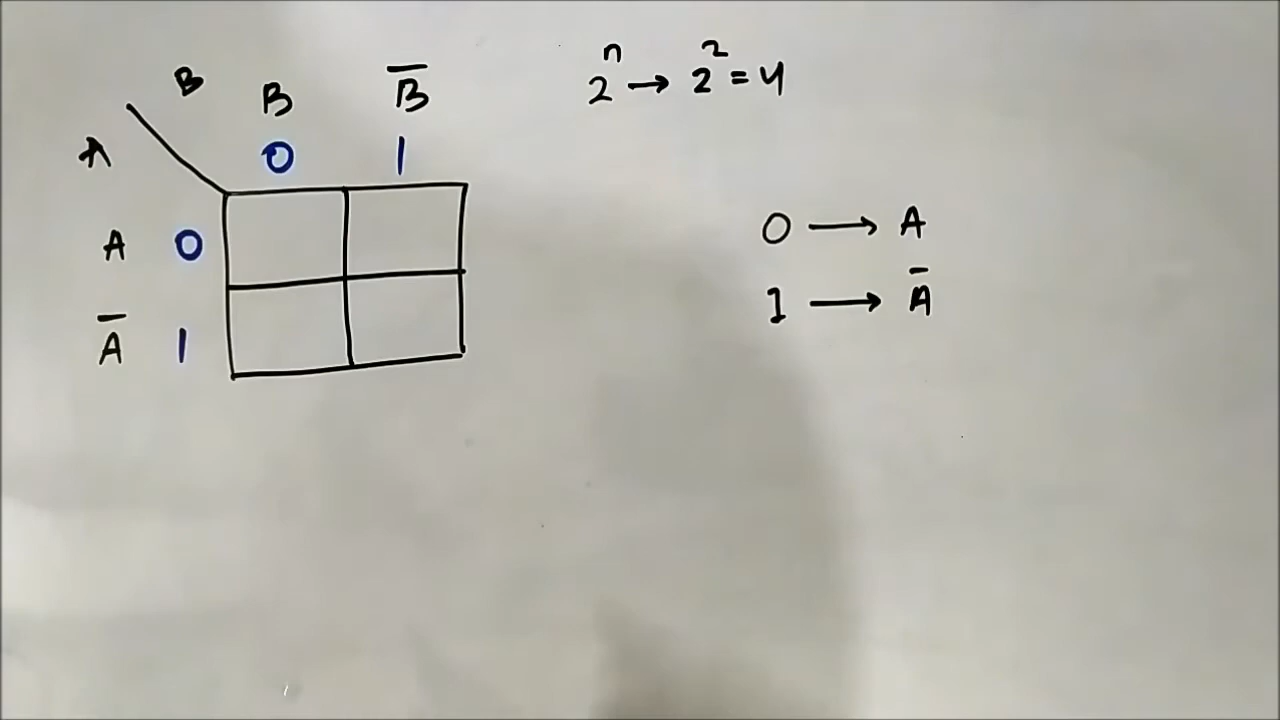 2ⁿ → 2² = 4
B B B̅
A 0 1
A 0
A̅ 1
0 → A
1 → A̅